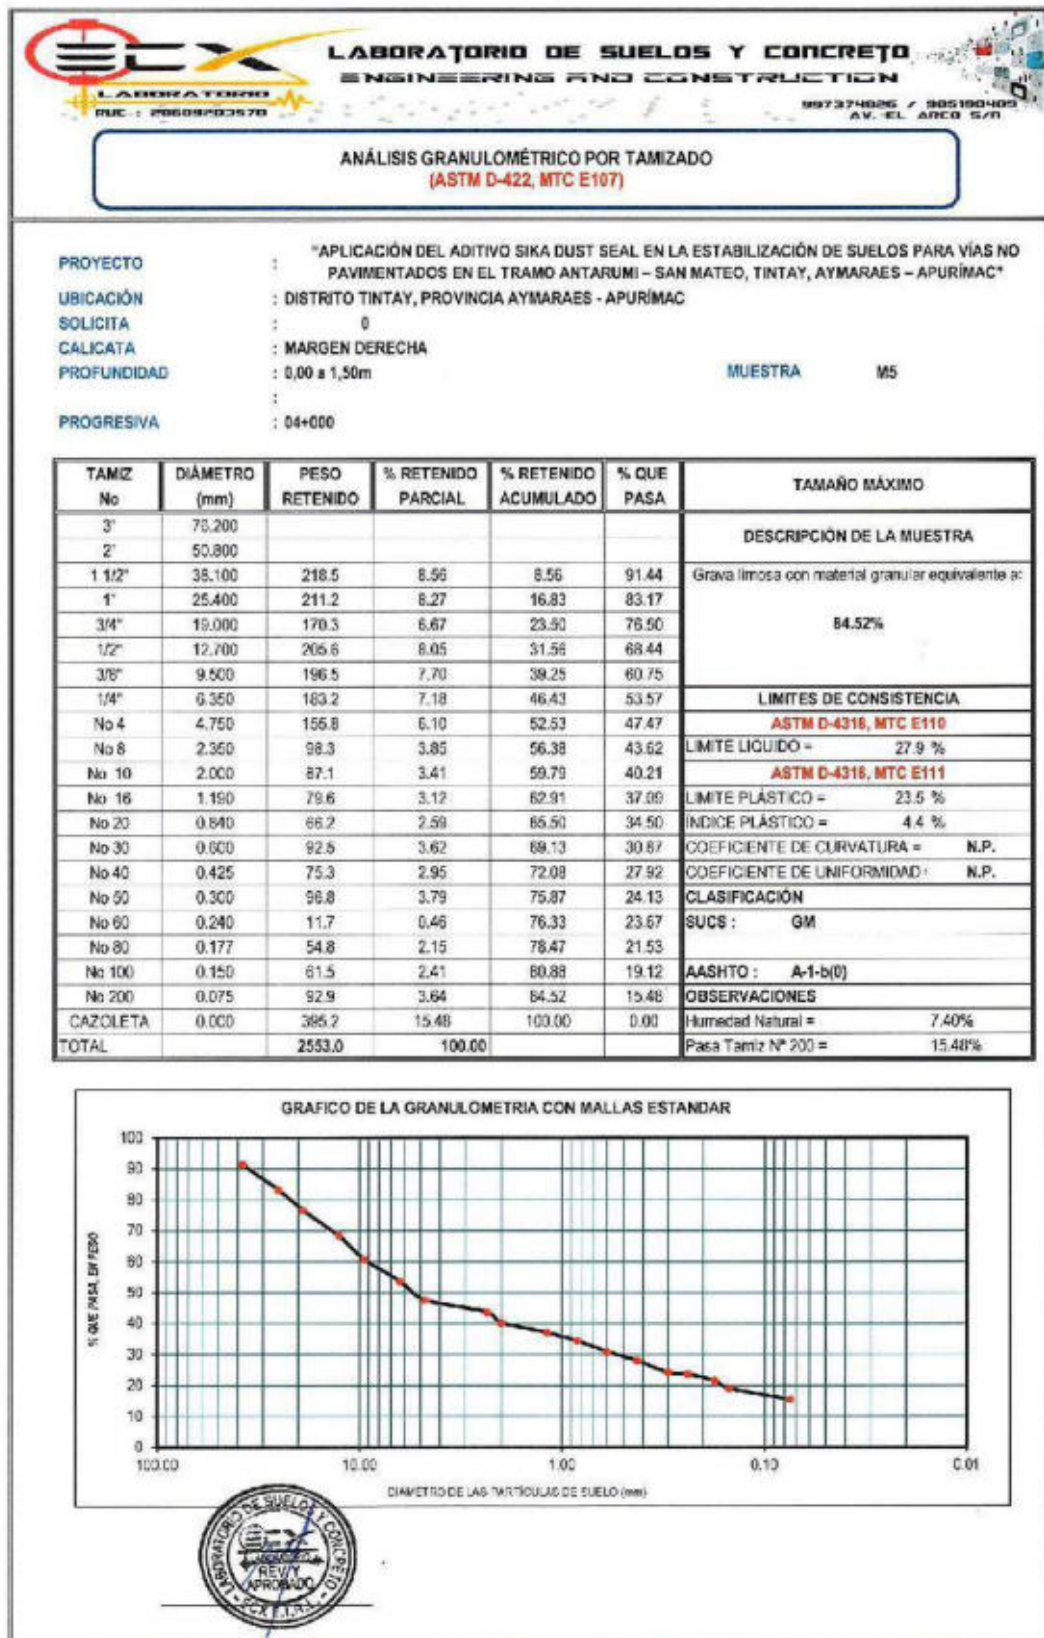 ECX
LABORATORIO
RUC : 20609203570
LABORATORIO DE SUELOS Y CONCRETO
ENGINEERING AND CONSTRUCTION
997374826 / 905190409
AV. EL ARCO S/N
ANÁLISIS GRANULOMÉTRICO POR TAMIZADO
(ASTM D-422, MTC E107)
PROYECTO : "APLICACIÓN DEL ADITIVO SIKA DUST SEAL EN LA ESTABILIZACIÓN DE SUELOS PARA VÍAS NO
PAVIMENTADOS EN EL TRAMO ANTARUMI – SAN MATEO, TINTAY, AYMARAES – APURÍMAC"
UBICACIÓN : DISTRITO TINTAY, PROVINCIA AYMARAES - APURÍMAC
SOLICITA : 0
CALICATA : MARGEN DERECHA
PROFUNDIDAD : 0,00 a 1,50m MUESTRA M5
:
PROGRESIVA : 04+000
TAMIZ DIÁMETRO PESO % RETENIDO % RETENIDO % QUE TAMAÑO MÁXIMO
No (mm) RETENIDO PARCIAL ACUMULADO PASA
3" 76.200 DESCRIPCIÓN DE LA MUESTRA
2" 50.800
1 1/2" 38.100 218.5 8.56 8.56 91.44 Grava limosa con material granular equivalente a:
1" 25.400 211.2 8.27 16.83 83.17
3/4" 19.000 170.3 6.67 23.50 76.50 84.52%
1/2" 12.700 205.6 8.05 31.56 68.44
3/8" 9.500 196.5 7.70 39.25 60.75
1/4" 6.350 183.2 7.18 46.43 53.57 LIMITES DE CONSISTENCIA
No 4 4.750 155.8 6.10 52.53 47.47 ASTM D-4318, MTC E110
No 8 2.350 98.3 3.85 56.38 43.62 LIMITE LIQUIDO = 27.9 %
No 10 2.000 87.1 3.41 59.79 40.21 ASTM D-4318, MTC E111
No 16 1.190 79.6 3.12 62.91 37.09 LIMITE PLÁSTICO = 23.5 %
No 20 0.840 66.2 2.59 65.50 34.50 INDICE PLÁSTICO = 4.4 %
No 30 0.600 92.5 3.62 69.13 30.87 COEFICIENTE DE CURVATURA = N.P.
No 40 0.425 75.3 2.95 72.08 27.92 COEFICIENTE DE UNIFORMIDAD : N.P.
No 50 0.300 96.8 3.79 75.87 24.13 CLASIFICACIÓN
No 60 0.240 11.7 0.46 76.33 23.67 SUCS : GM
No 80 0.177 54.8 2.15 78.47 21.53
No 100 0.150 61.5 2.41 80.88 19.12 AASHTO : A-1-b(0)
No 200 0.075 92.9 3.64 84.52 15.48 OBSERVACIONES
CAZOLETA 0.000 395.2 15.48 100.00 0.00 Humedad Natural = 7.40%
TOTAL 2553.0 100.00 Pasa Tamiz Nº 200 = 15.48%
GRAFICO DE LA GRANULOMETRIA CON MALLAS ESTANDAR
% QUE PASA, EN PESO
100
90
80
70
60
50
40
30
20
10
0
100.00 10.00 1.00 0.10 0.01
DIAMETRO DE LAS PARTÍCULAS DE SUELO (mm)
LABORATORIO DE SUELOS Y CONCRETO
ECX
LABORATORIO
REV. Y
APROBADO
ECX E.I.R.L.